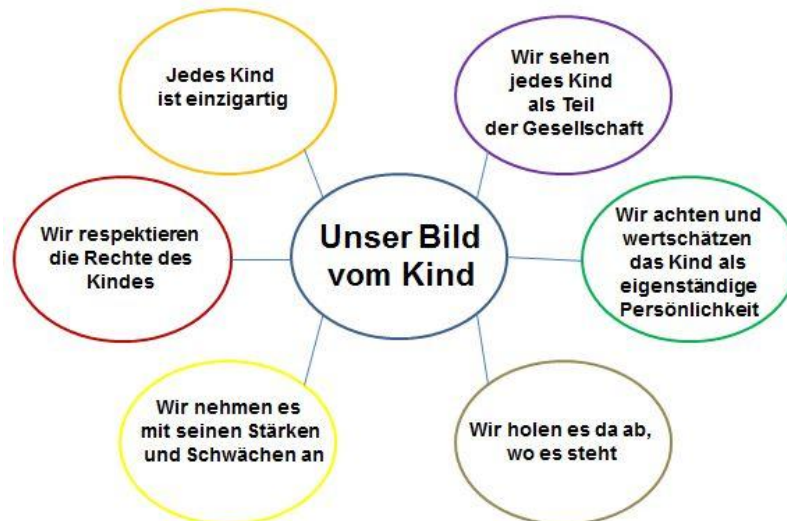 Jedes Kind
ist einzigartig
Wir sehen
jedes Kind
als Teil
der Gesellschaft
Wir respektieren
die Rechte des
Kindes
Unser Bild
vom Kind
Wir achten und
wertschätzen
das Kind als
eigenständige
Persönlichkeit
Wir nehmen es
mit seinen Stärken
und Schwächen an
Wir holen es da ab,
wo es steht